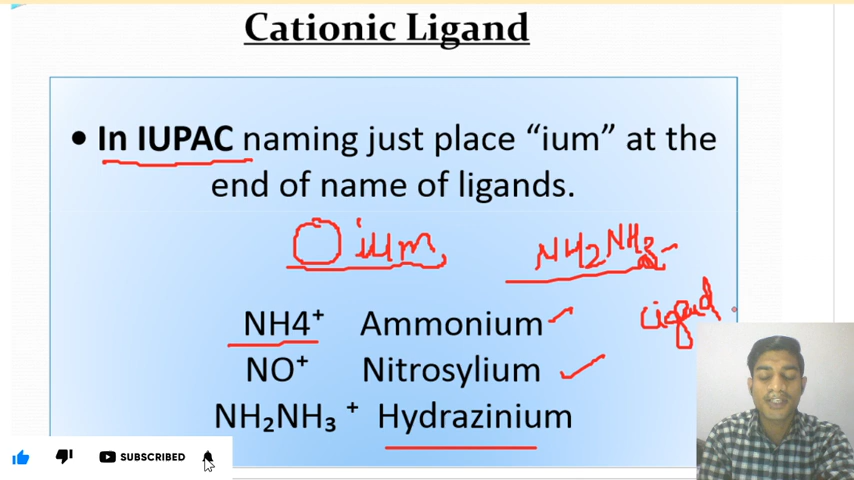 Cationic Ligand
• In IUPAC naming just place “ium” at the
end of name of ligands.
ium NH2NH3
Ligand
NH4⁺ Ammonium
NO⁺ Nitrosylium
NH₂NH₃ ⁺ Hydrazinium
SUBSCRIBED